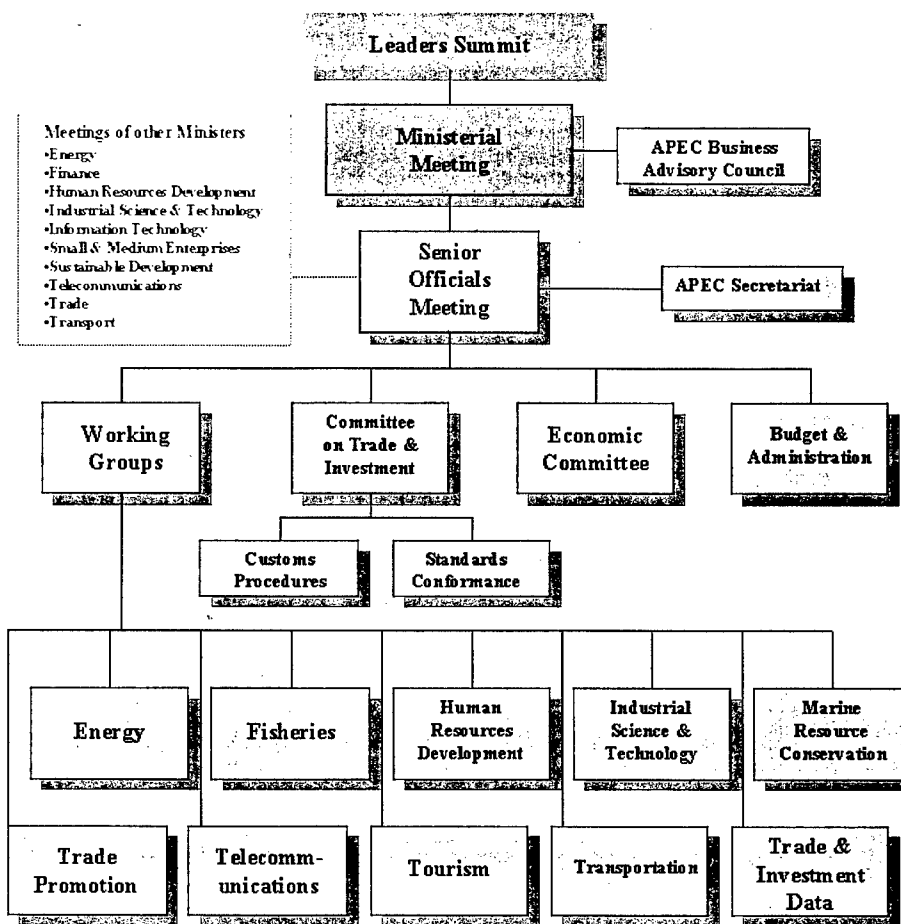 Leaders Summit
Ministerial
Meeting
APEC Business
Advisory Council
Meetings of other Ministers
•Energy
•Finance
•Human Resources Development
•Industrial Science & Technology
•Information Technology
•Small & Medium Enterprises
•Sustainable Development
•Telecommunications
•Trade
•Transport
Senior
Officials
Meeting
APEC Secretariat
Working
Groups
Committee
on Trade &
Investment
Economic
Committee
Budget &
Administration
Customs
Procedures
Standards
Conformance
Energy
Fisheries
Human
Resources
Development
Industrial
Science &
Technology
Marine
Resource
Conservation
Trade
Promotion
Telecomm-
unications
Tourism
Transportation
Trade &
Investment
Data